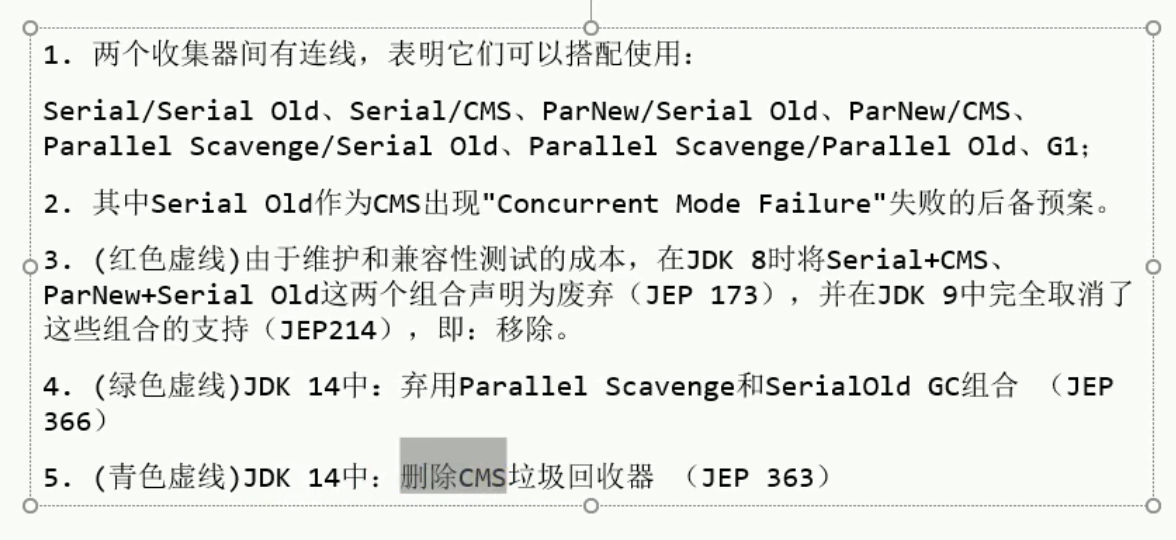 1. 两个收集器间有连线，表明它们可以搭配使用：
Serial/Serial Old、Serial/CMS、ParNew/Serial Old、ParNew/CMS、
Parallel Scavenge/Serial Old、Parallel Scavenge/Parallel Old、G1；
2. 其中Serial Old作为CMS出现"Concurrent Mode Failure"失败的后备预案。
3. (红色虚线)由于维护和兼容性测试的成本，在JDK 8时将Serial+CMS、
ParNew+Serial Old这两个组合声明为废弃（JEP 173），并在JDK 9中完全取消了
这些组合的支持（JEP214），即：移除。
4. (绿色虚线)JDK 14中：弃用Parallel Scavenge和SerialOld GC组合 （JEP
366）
5. (青色虚线)JDK 14中：删除CMS垃圾回收器 （JEP 363）